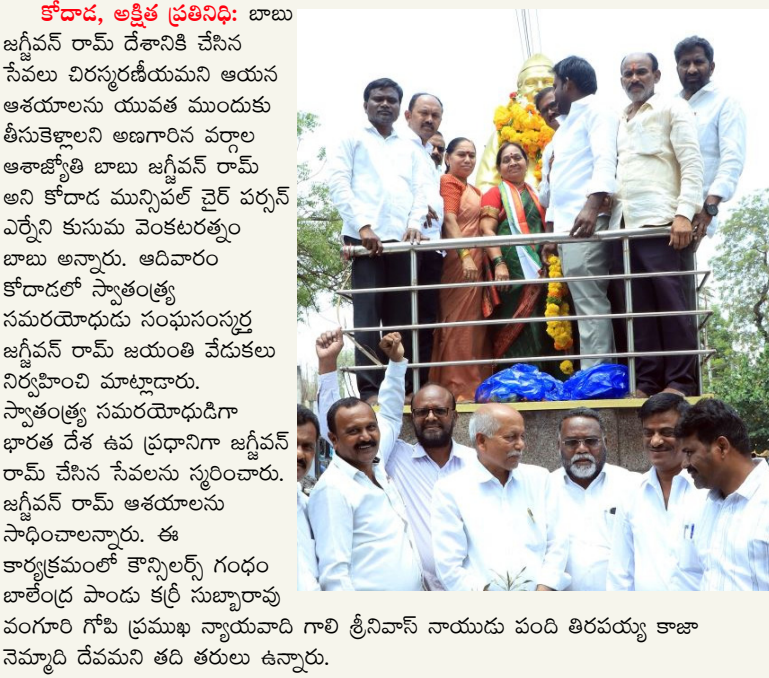 కోదాడ, అక్షిత ప్రతినిధి: బాబు
జగ్జీవన్ రామ్ దేశానికి చేసిన
సేవలు చిరస్మరణీయమని ఆయన
ఆశయాలను యువత ముందుకు
తీసుకెళ్లాలని అణగారిన వర్గాల
ఆశాజ్యోతి బాబు జగ్జీవన్ రామ్
అని కోదాడ మున్సిపల్ చైర్ పర్సన్
ఎర్నేని కుసుమ వెంకటరత్నం
బాబు అన్నారు. ఆదివారం
కోదాడలో స్వాతంత్ర్య
సమరయోధుడు సంఘసంస్కర్త
జగ్జీవన్ రామ్ జయంతి వేడుకలు
నిర్వహించి మాట్లాడారు.
స్వాతంత్ర్య సమరయోధుడిగా
భారత దేశ ఉప ప్రధానిగా జగ్జీవన్
రామ్ చేసిన సేవలను స్మరించారు.
జగ్జీవన్ రామ్ ఆశయాలను
సాధించాలన్నారు. ఈ
కార్యక్రమంలో కౌన్సిలర్స్ గంధం
బాలేంద్ర పాండు కర్రీ సుబ్బారావు
వంగూరి గోపి ప్రముఖ న్యాయవాది గాలి శ్రీనివాస్ నాయుడు పంది తిరపయ్య కాజా
నెమ్మాది దేవమని తది తరులు ఉన్నారు.